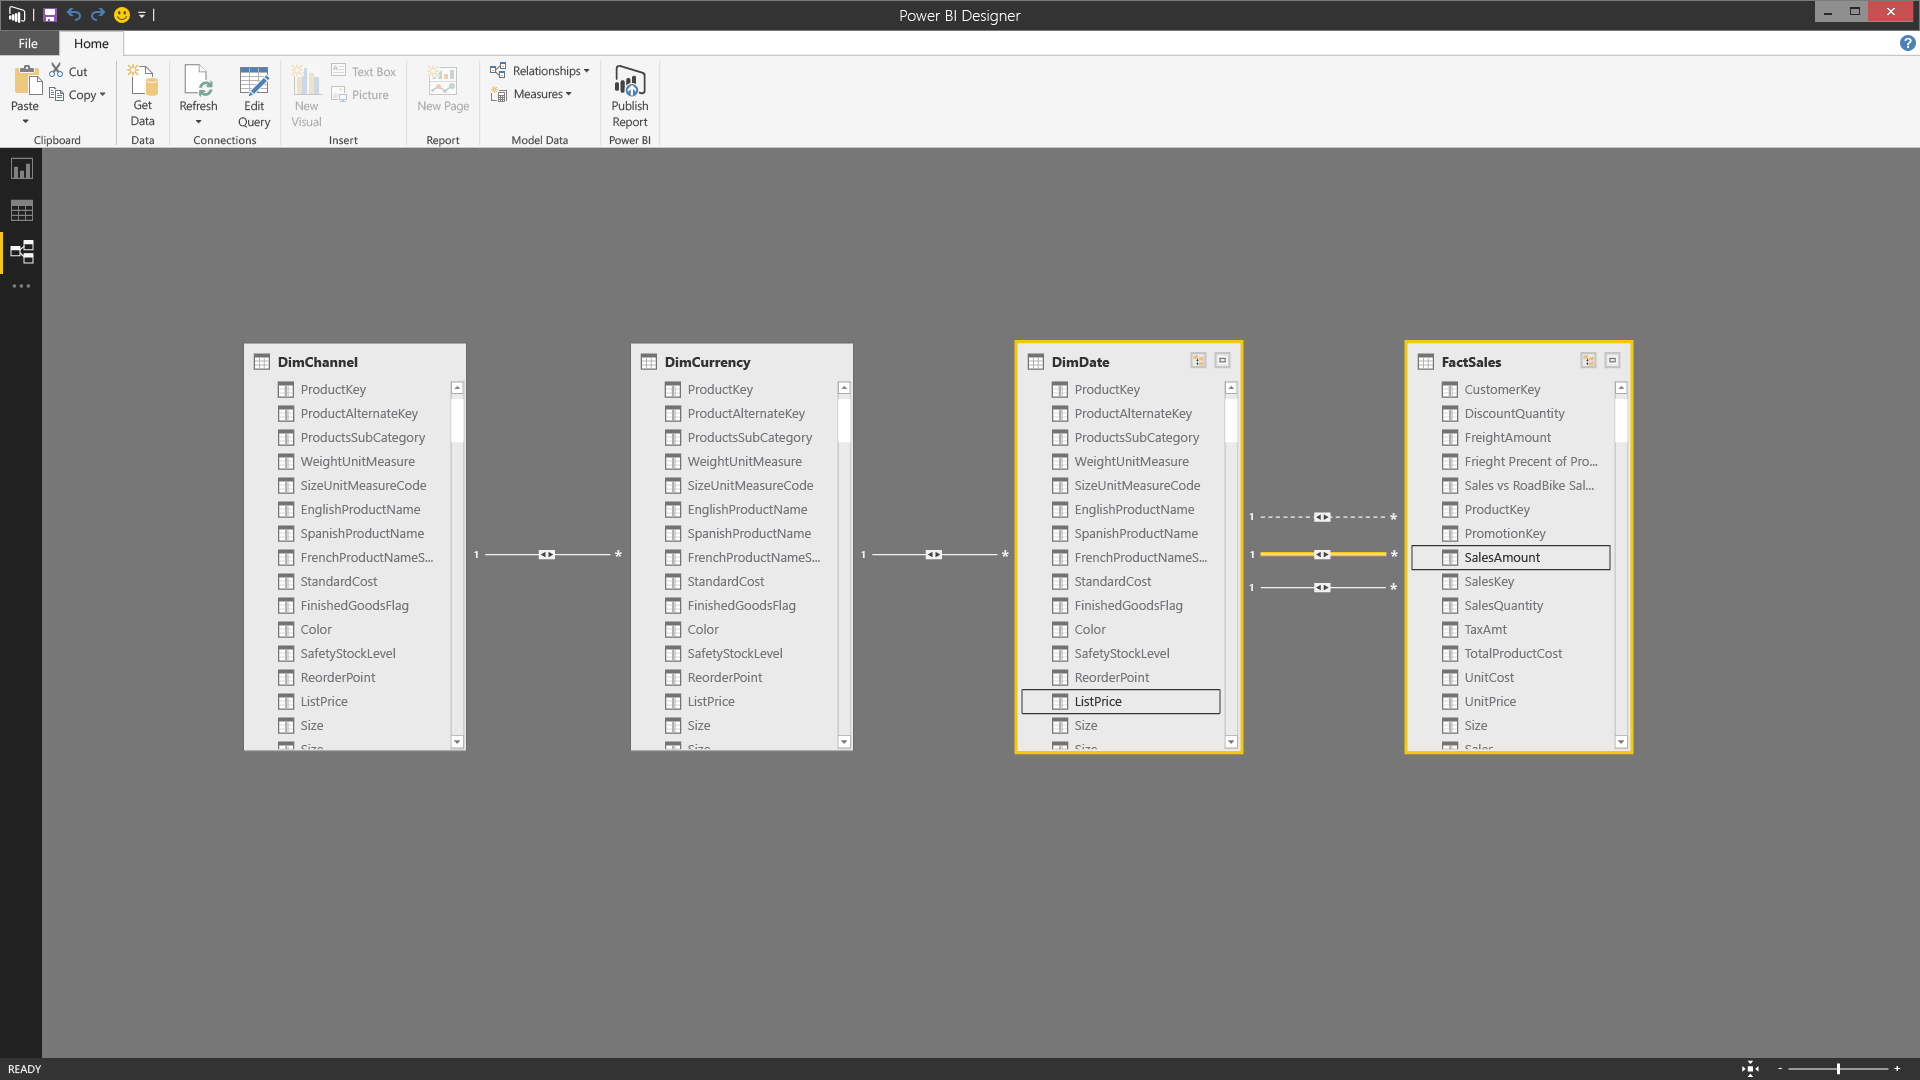 Power BI Designer
File Home
Paste
Cut
Copy
Clipboard
Get Data
Data
Refresh
Edit Query
Connections
New Visual
Text Box
Picture
Insert
New Page
Report
Relationships
Measures
Model Data
Publish Report
Power BI
DimChannel
ProductKey
ProductAlternateKey
ProductsSubCategory
WeightUnitMeasure
SizeUnitMeasureCode
EnglishProductName
SpanishProductName
FrenchProductNameS...
StandardCost
FinishedGoodsFlag
Color
SafetyStockLevel
ReorderPoint
ListPrice
Size
Size
1 *
DimCurrency
ProductKey
ProductAlternateKey
ProductsSubCategory
WeightUnitMeasure
SizeUnitMeasureCode
EnglishProductName
SpanishProductName
FrenchProductNameS...
StandardCost
FinishedGoodsFlag
Color
SafetyStockLevel
ReorderPoint
ListPrice
Size
Size
1 *
DimDate
ProductKey
ProductAlternateKey
ProductsSubCategory
WeightUnitMeasure
SizeUnitMeasureCode
EnglishProductName
SpanishProductName
FrenchProductNameS...
StandardCost
FinishedGoodsFlag
Color
SafetyStockLevel
ReorderPoint
ListPrice
Size
Size
1 *
1 *
1 *
FactSales
CustomerKey
DiscountQuantity
FreightAmount
Frieght Precent of Pro...
Sales vs RoadBike Sal...
ProductKey
PromotionKey
SalesAmount
SalesKey
SalesQuantity
TaxAmt
TotalProductCost
UnitCost
UnitPrice
Size
Sales
READY
- +